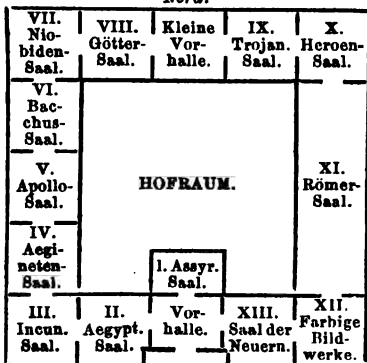 Nord.
VII.
Nio-
biden-
Saal.
VIII.
Götter-
Saal.
Kleine
Vor-
halle.
IX.
Trojan.
Saal.
X.
Heroen-
Saal.
VI.
Bac-
chus-
Saal.
V.
Apollo-
Saal.
HOFRAUM.
XI.
Römer-
Saal.
IV.
Aegi-
neten-
Saal.
I. Assyr.
Saal.
III.
Incun.
Saal.
II.
Aegypt.
Saal.
Vor-
halle.
XIII.
Saal der
Neuern.
XII.
Farbige
Bild-
werke.